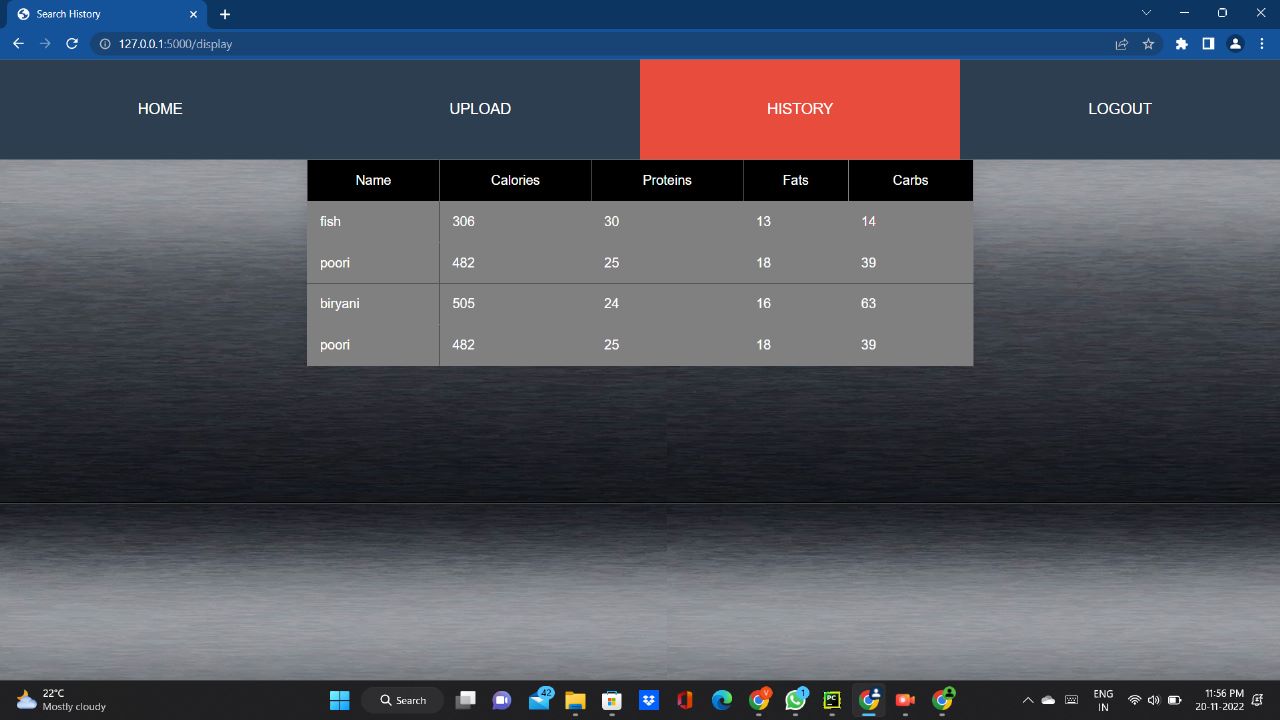 Search History
127.0.0.1:5000/display
HOME UPLOAD HISTORY LOGOUT
Name Calories Proteins Fats Carbs
fish 306 30 13 14
poori 482 25 18 39
biryani 505 24 16 63
poori 482 25 18 39
22°C
Mostly cloudy
Search
42
V
1
PC
ENG
IN
11:56 PM
20-11-2022